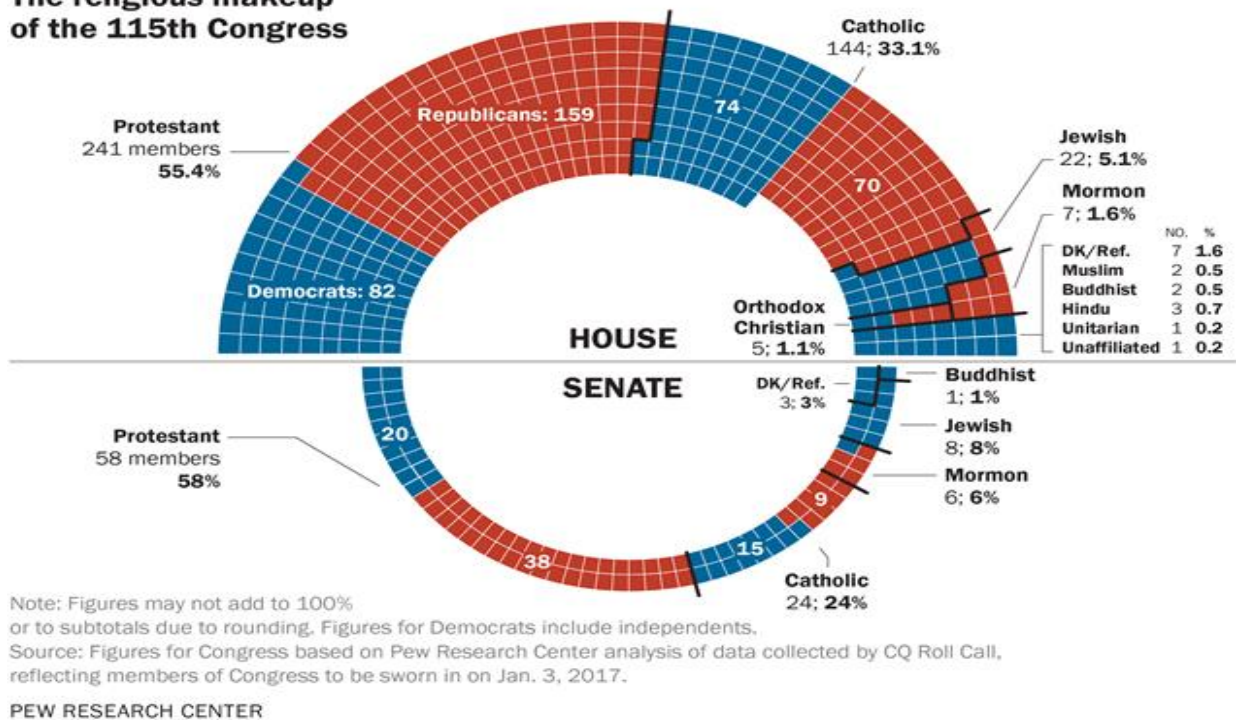 The religious makeup
of the 115th Congress
Catholic
144; 33.1%
74
Republicans: 159
Protestant
241 members
55.4%
Jewish
22; 5.1%
70
Mormon
7; 1.6%
NO. %
DK/Ref. 7 1.6
Muslim 2 0.5
Buddhist 2 0.5
Hindu 3 0.7
Unitarian 1 0.2
Unaffiliated 1 0.2
Democrats: 82
Orthodox
Christian
5; 1.1%
HOUSE
SENATE
DK/Ref.
3; 3%
Buddhist
1; 1%
Jewish
8; 8%
Mormon
6; 6%
Protestant
58 members
58%
20
9
15
38
Catholic
24; 24%
Note: Figures may not add to 100%
or to subtotals due to rounding. Figures for Democrats include independents.
Source: Figures for Congress based on Pew Research Center analysis of data collected by CQ Roll Call,
reflecting members of Congress to be sworn in on Jan. 3, 2017.
PEW RESEARCH CENTER